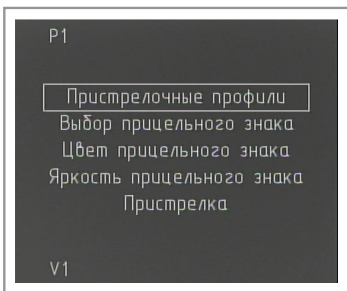 P1
Пристрелочные профили
Выбор прицельного знака
Цвет прицельного знака
Яркость прицельного знака
Пристрелка
V1